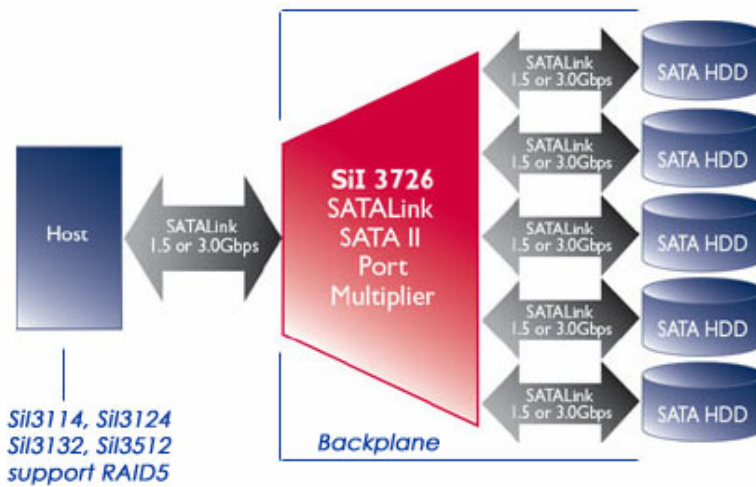 Host
SATALink
1.5 or 3.0Gbps
SiI 3726
SATALink
SATA II
Port
Multiplier
SATALink
1.5 or 3.0Gbps
SATA HDD
SATALink
1.5 or 3.0Gbps
SATA HDD
SATALink
1.5 or 3.0Gbps
SATA HDD
SATALink
1.5 or 3.0Gbps
SATA HDD
SATALink
1.5 or 3.0Gbps
SATA HDD
SiI3114, SiI3124
SiI3132, SiI3512
support RAID5
Backplane